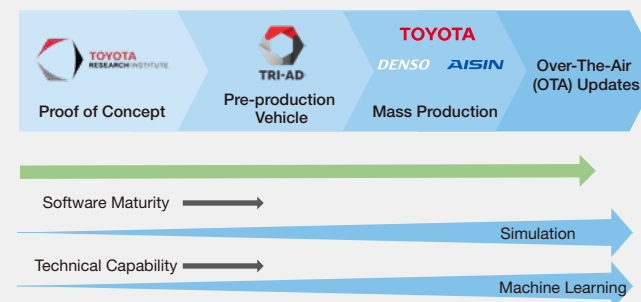 TOYOTA
RESEARCH INSTITUTE
Proof of Concept
TRI-AD
Pre-production
Vehicle
TOYOTA
DENSO AISIN
Mass Production
Over-The-Air
(OTA) Updates
Software Maturity
Simulation
Technical Capability
Machine Learning